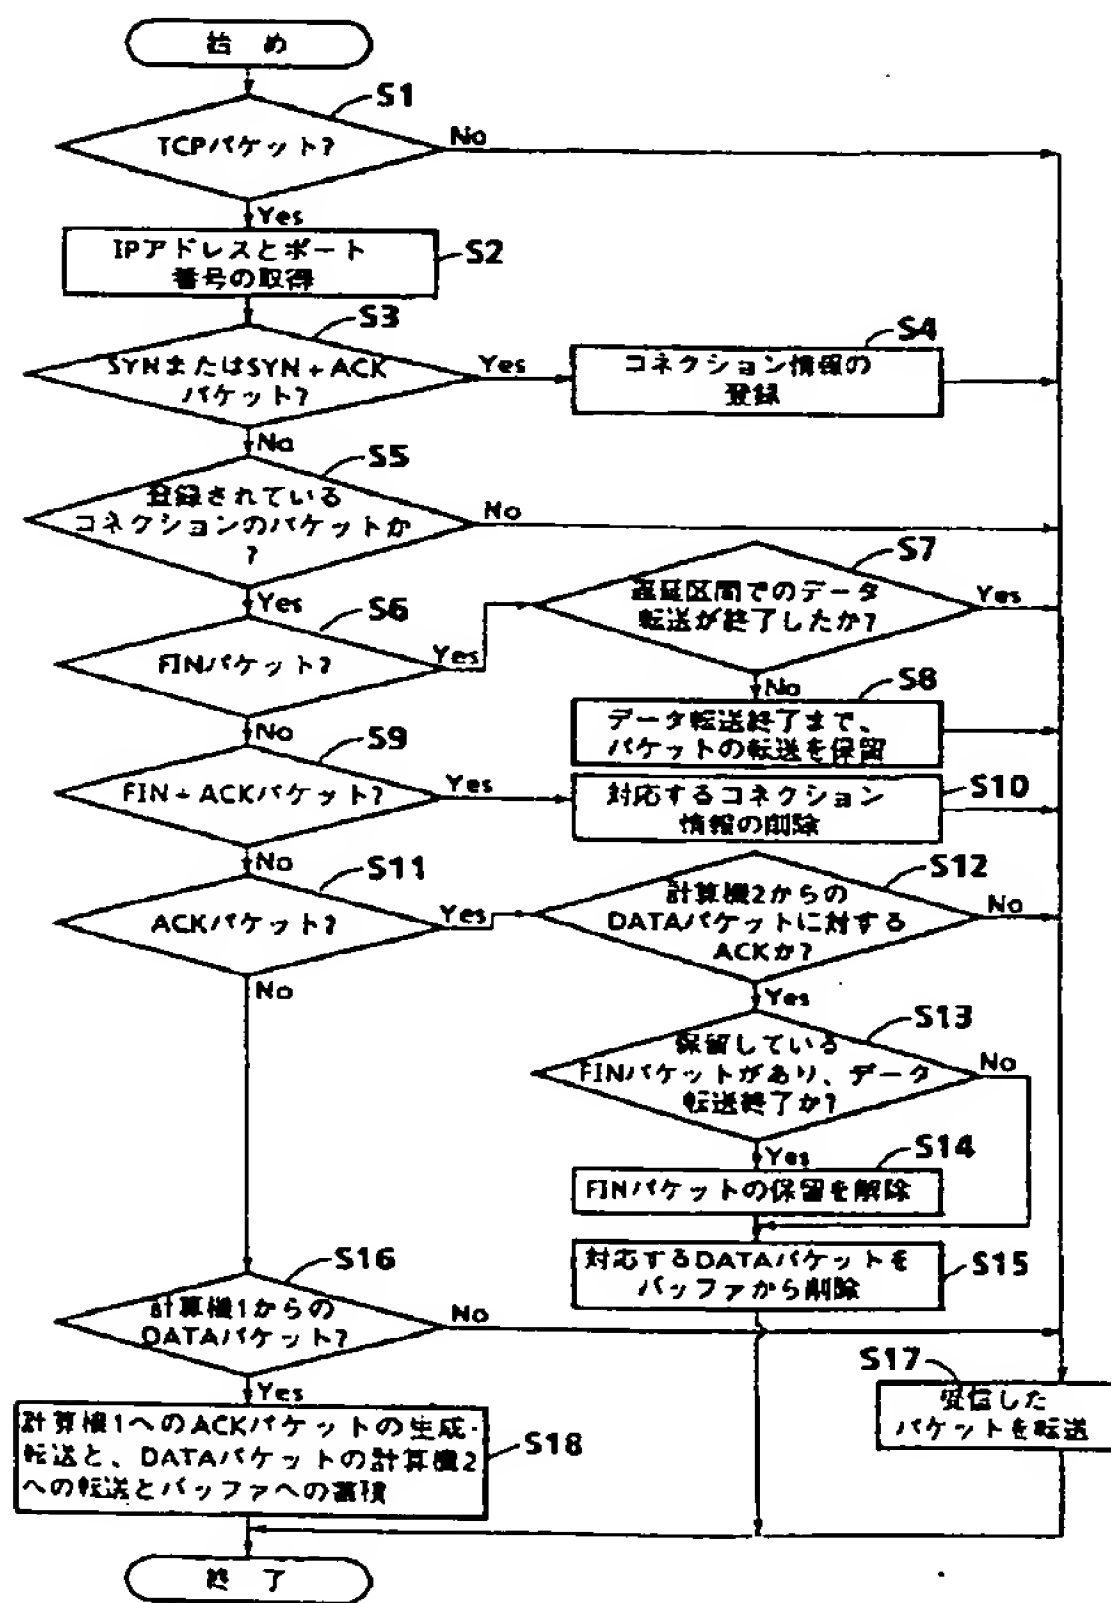 始 め
S1
TCPパケット?
No
Yes
IPアドレスとポート
番号の取得
S2
S3
SYNまたはSYN+ACK
パケット?
Yes
S4
コネクション情報の
登録
No
S5
登録されている
コネクションのパケットか
?
No
Yes
S6
FINパケット?
Yes
S7
遅延区間でのデータ
転送が終了したか?
Yes
No
S8
データ転送終了まで、
パケットの転送を保留
No
S9
FIN+ACKパケット?
Yes
対応するコネクション
情報の削除
S10
No
S11
ACKパケット?
Yes
S12
計算機2からの
DATAパケットに対する
ACKか?
No
Yes
S13
保留している
FINパケットがあり、データ
転送終了か?
No
Yes
S14
FINパケットの保留を解除
対応するDATAパケットを
バッファから削除
S15
No
S16
計算機1からの
DATAパケット?
No
Yes
S17
受信した
パケットを転送
計算機1へのACKパケットの生成・
転送と、DATAパケットの計算機2
への転送とバッファへの蓄積
S18
終 了